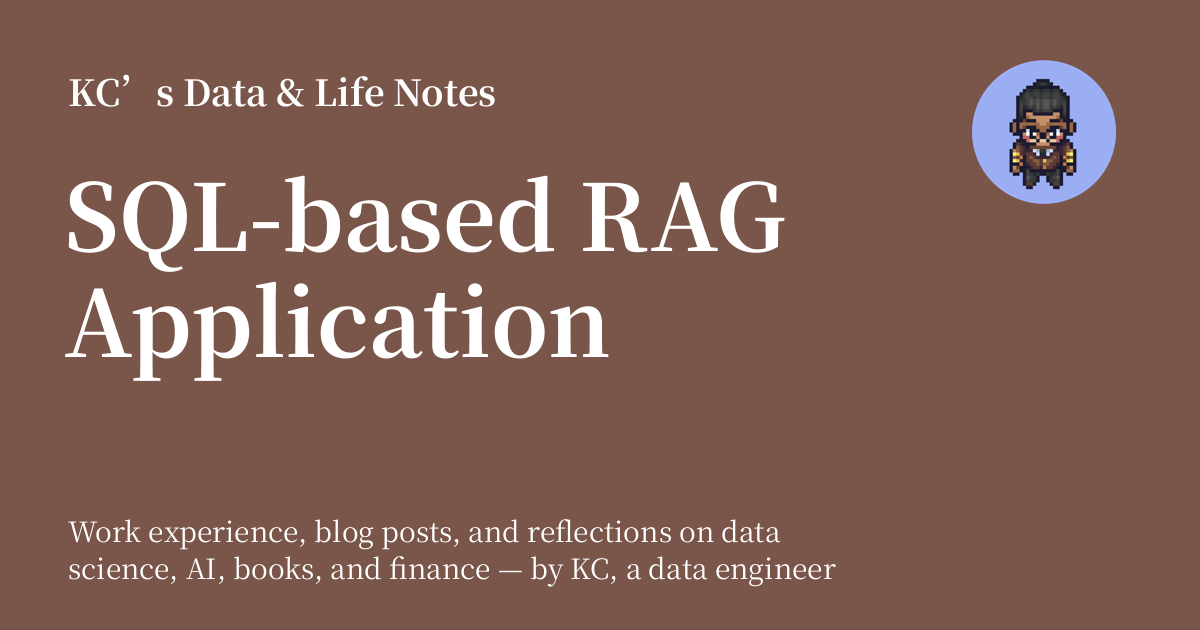 KC’s Data & Life Notes
SQL-based RAG
Application
Work experience, blog posts, and reflections on data
science, AI, books, and finance — by KC, a data engineer